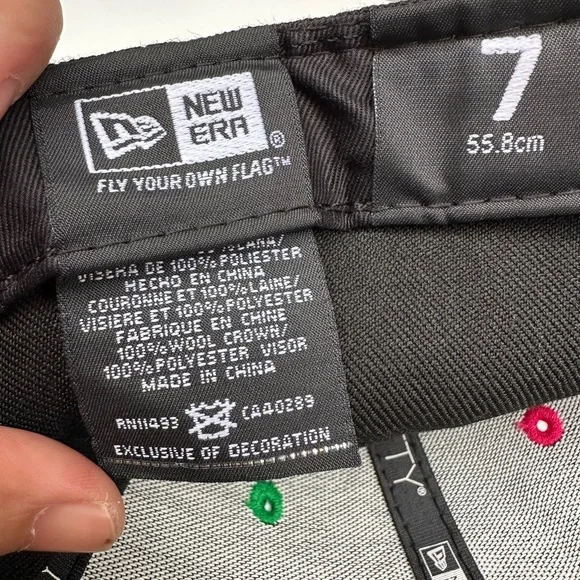 NEW
ERA®
FLY YOUR OWN FLAG™
7
55.8cm
VISERA DE 100% POLIESTER
HECHO EN CHINA
COURONNE ET 100% LAINE/
VISIERE ET 100% POLYESTER
FABRIQUE EN CHINE
100% WOOL CROWN/
100% POLYESTER VISOR
MADE IN CHINA
RN11493 CA40289
EXCLUSIVE OF DECORATION
TY®